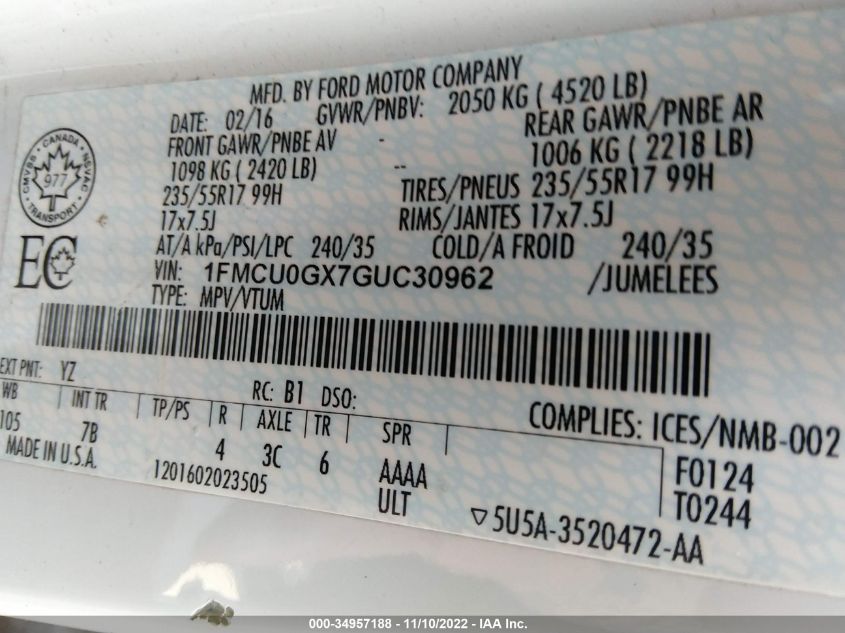 MFD. BY FORD MOTOR COMPANY
DATE: 02/16 GVWR/PNBV: 2050 KG ( 4520 LB)
FRONT GAWR/PNBE AV - REAR GAWR/PNBE AR
1098 KG ( 2420 LB) -- 1006 KG ( 2218 LB)
235/55R17 99H TIRES/PNEUS 235/55R17 99H
17x7.5J RIMS/JANTES 17x7.5J
AT/A kPa/PSI/LPC 240/35 COLD/A FROID 240/35
VIN: 1FMCU0GX7GUC30962 /JUMELEES
TYPE: MPV/VTUM
CANADA
CMVSS NSVAC
977
TRANSPORT
EC
EXT PNT: YZ RC: B1 DSO:
WB INT TR TP/PS R AXLE TR SPR COMPLIES: ICES/NMB-002
105 7B 4 3C 6 AAAA F0124
MADE IN U.S.A. 1201602023505 ULT T0244
▽5U5A-3520472-AA
000-34957188 - 11/10/2022 - IAA Inc.